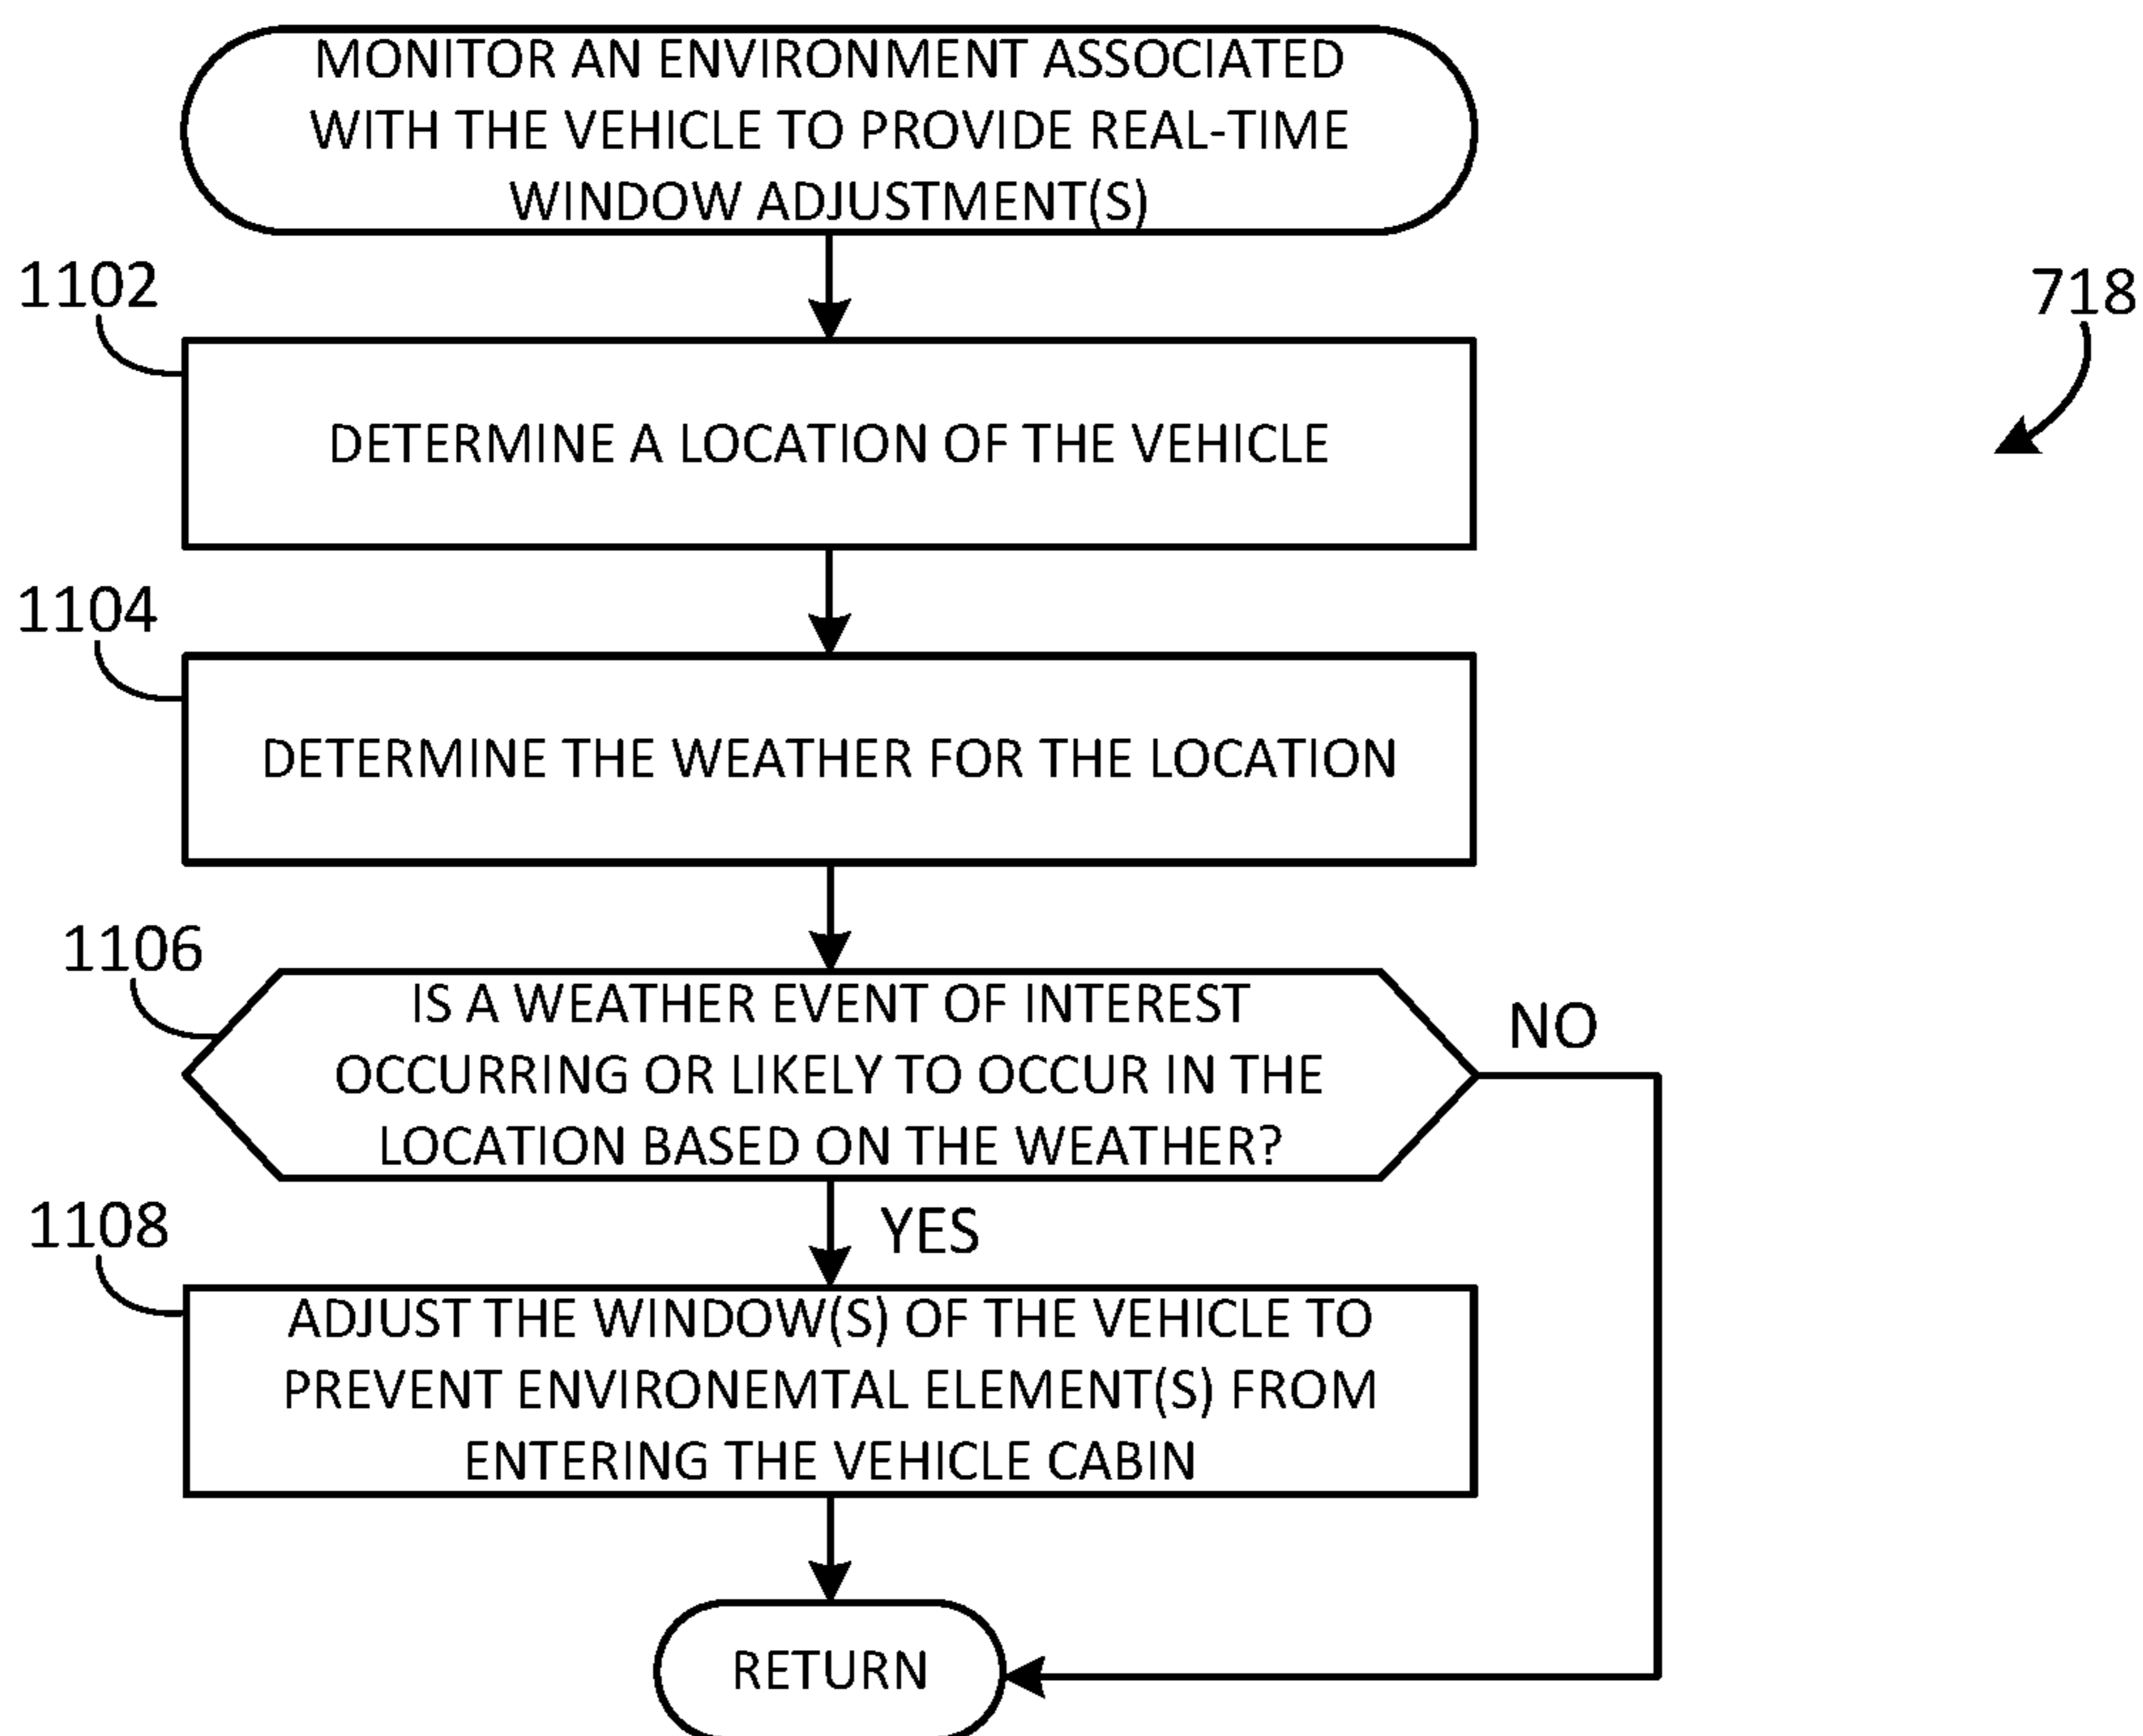 MONITOR AN ENVIRONMENT ASSOCIATED
WITH THE VEHICLE TO PROVIDE REAL-TIME
WINDOW ADJUSTMENT(S)
1102
718
DETERMINE A LOCATION OF THE VEHICLE
1104
DETERMINE THE WEATHER FOR THE LOCATION
1106
IS A WEATHER EVENT OF INTEREST
OCCURRING OR LIKELY TO OCCUR IN THE
LOCATION BASED ON THE WEATHER?
NO
YES
1108
ADJUST THE WINDOW(S) OF THE VEHICLE TO
PREVENT ENVIRONEMTAL ELEMENT(S) FROM
ENTERING THE VEHICLE CABIN
RETURN